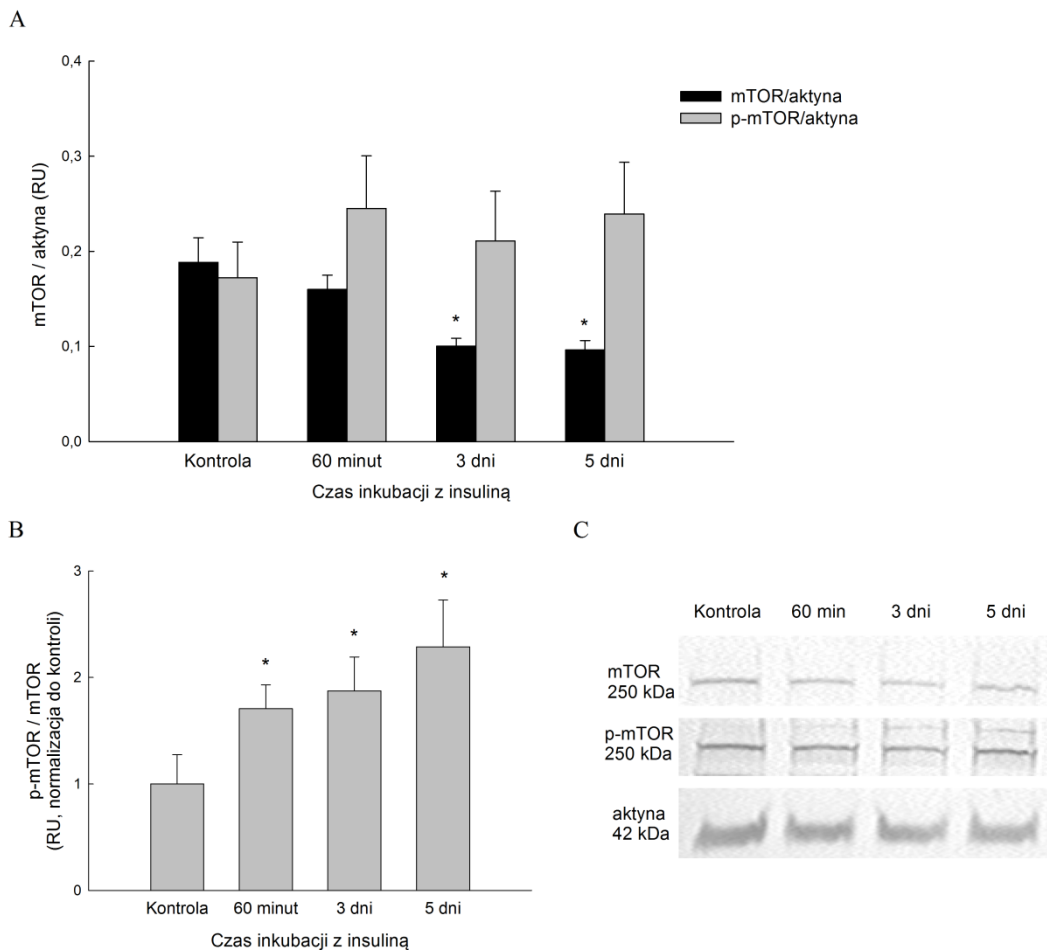 A
0,4
0,3
0,2
0,1
0,0
mTOR / aktyna (RU)
mTOR/aktyna
p-mTOR/aktyna
*
*
Kontrola 60 minut 3 dni 5 dni
Czas inkubacji z insuliną
B
3
2
1
0
p-mTOR / mTOR
(RU, normalizacja do kontroli)
*
*
*
Kontrola 60 minut 3 dni 5 dni
Czas inkubacji z insuliną
C
Kontrola 60 min 3 dni 5 dni
mTOR
250 kDa
p-mTOR
250 kDa
aktyna
42 kDa